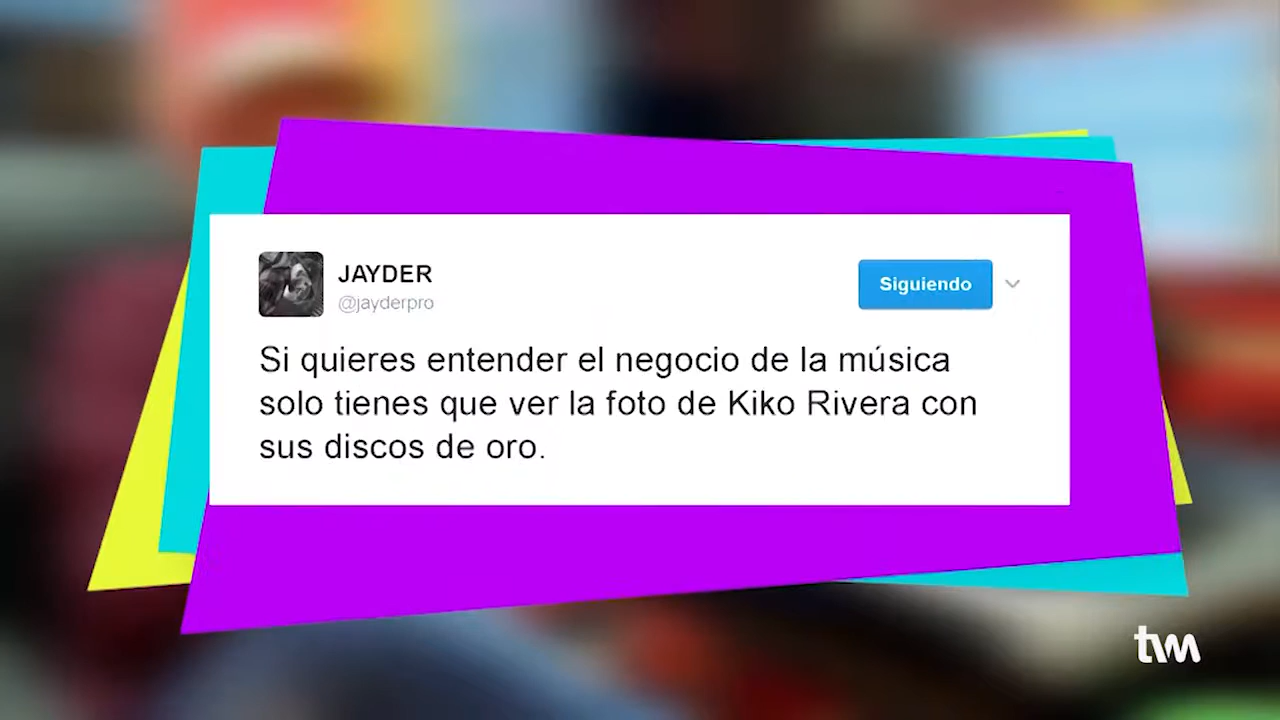 JAYDER
@jayderpro
Siguiendo
Si quieres entender el negocio de la música
solo tienes que ver la foto de Kiko Rivera con
sus discos de oro.
tvm